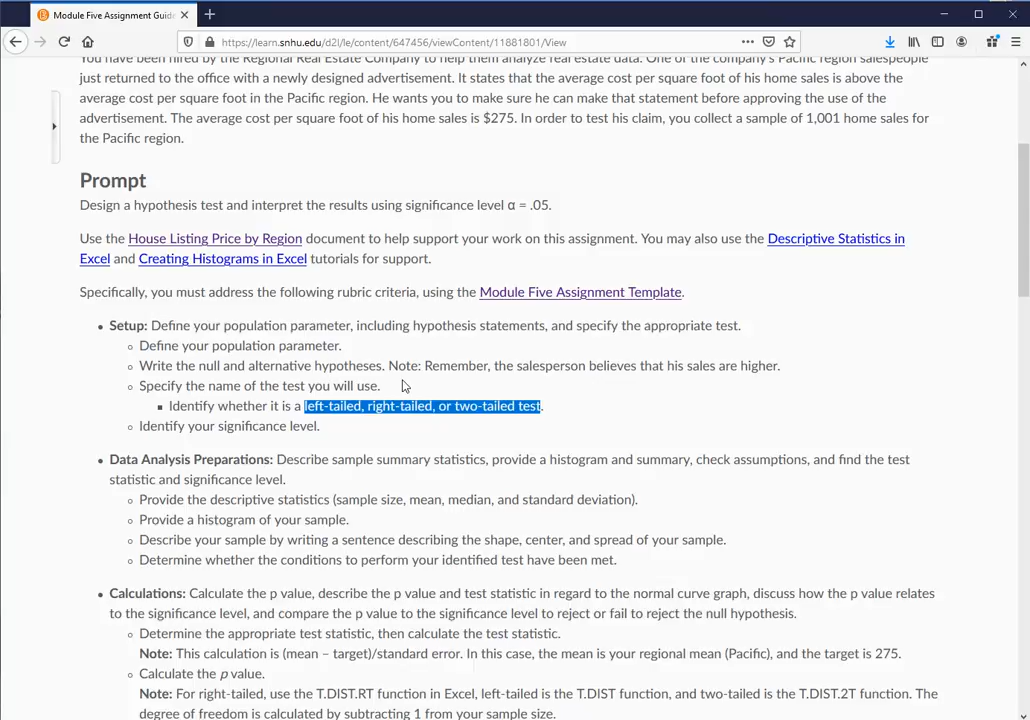 Module Five Assignment Guide
https://learn.snhu.edu/d2l/le/content/647456/viewContent/11881801/View
You have been hired by the Regional Real Estate Company to help them analyze real estate data. One of the company's Pacific region salespeople
just returned to the office with a newly designed advertisement. It states that the average cost per square foot of his home sales is above the
average cost per square foot in the Pacific region. He wants you to make sure he can make that statement before approving the use of the
advertisement. The average cost per square foot of his home sales is $275. In order to test his claim, you collect a sample of 1,001 home sales for
the Pacific region.
Prompt
Design a hypothesis test and interpret the results using significance level α = .05.
Use the House Listing Price by Region document to help support your work on this assignment. You may also use the Descriptive Statistics in
Excel and Creating Histograms in Excel tutorials for support.
Specifically, you must address the following rubric criteria, using the Module Five Assignment Template.
• Setup: Define your population parameter, including hypothesis statements, and specify the appropriate test.
◦ Define your population parameter.
◦ Write the null and alternative hypotheses. Note: Remember, the salesperson believes that his sales are higher.
◦ Specify the name of the test you will use.
▪ Identify whether it is a left-tailed, right-tailed, or two-tailed test.
◦ Identify your significance level.
• Data Analysis Preparations: Describe sample summary statistics, provide a histogram and summary, check assumptions, and find the test
statistic and significance level.
◦ Provide the descriptive statistics (sample size, mean, median, and standard deviation).
◦ Provide a histogram of your sample.
◦ Describe your sample by writing a sentence describing the shape, center, and spread of your sample.
◦ Determine whether the conditions to perform your identified test have been met.
• Calculations: Calculate the p value, describe the p value and test statistic in regard to the normal curve graph, discuss how the p value relates
to the significance level, and compare the p value to the significance level to reject or fail to reject the null hypothesis.
◦ Determine the appropriate test statistic, then calculate the test statistic.
Note: This calculation is (mean – target)/standard error. In this case, the mean is your regional mean (Pacific), and the target is 275.
◦ Calculate the p value.
Note: For right-tailed, use the T.DIST.RT function in Excel, left-tailed is the T.DIST function, and two-tailed is the T.DIST.2T function. The
degree of freedom is calculated by subtracting 1 from your sample size.